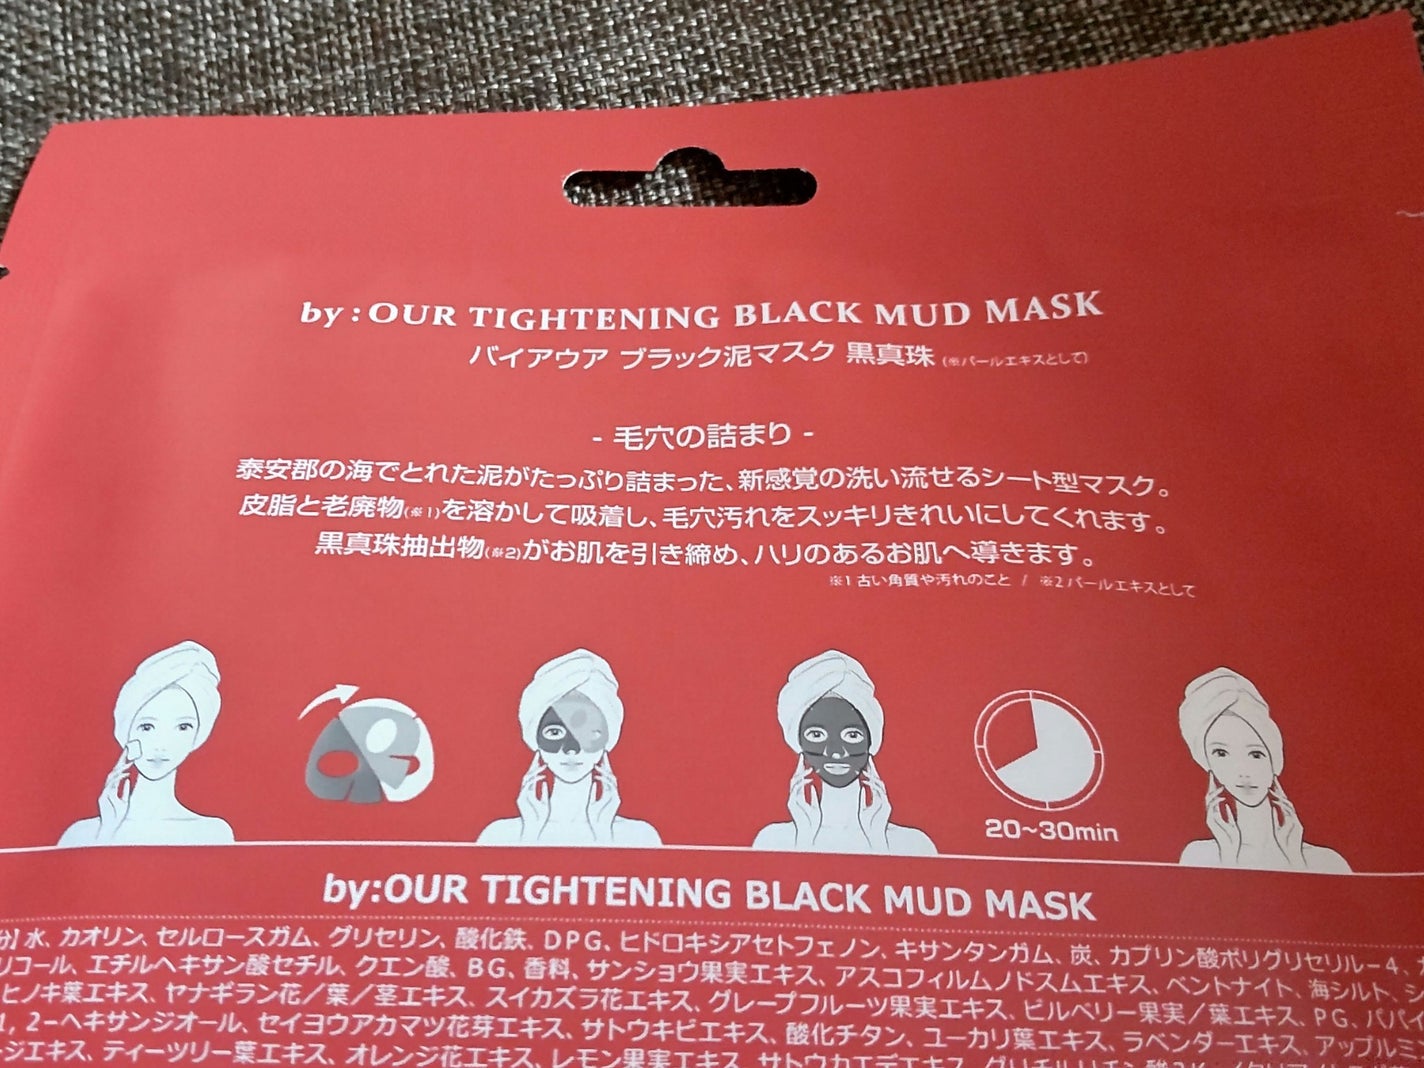 by : OUR TIGHTENING BLACK MUD MASK
バイアウア ブラック泥マスク 黒真珠 (※パールエキスとして)
- 毛穴の詰まり -
泰安郡の海でとれた泥がたっぷり詰まった、新感覚の洗い流せるシート型マスク。
皮脂と老廃物(※1)を溶かして吸着し、毛穴汚れをスッキリきれいにしてくれます。
黒真珠抽出物(※2)がお肌を引き締め、ハリのあるお肌へ導きます。
※1 古い角質や汚れのこと / ※2 パールエキスとして
20~30min
by:OUR TIGHTENING BLACK MUD MASK
分】水、カオリン、セルロースガム、グリセリン、酸化鉄、DPG、ヒドロキシアセトフェノン、キサンタンガム、炭、カプリン酸ポリグリセリル－4、
リコール、エチルヘキサン酸セチル、クエン酸、BG、香料、サンショウ果実エキス、アスコフィルムノドスムエキス、ベントナイト、海シルト、
ヒノキ葉エキス、ヤナギラン花／葉／茎エキス、スイカズラ花エキス、グレープフルーツ果実エキス、ビルベリー果実／葉エキス、PG、パパイ
1，2－ヘキサンジオール、セイヨウアカマツ花芽エキス、サトウキビエキス、酸化チタン、ユーカリ葉エキス、ラベンダーエキス、アップルミ
ージエキス、ティーツリー葉エキス、オレンジ花エキス、レモン果実エキス、サトウカエデエキス、